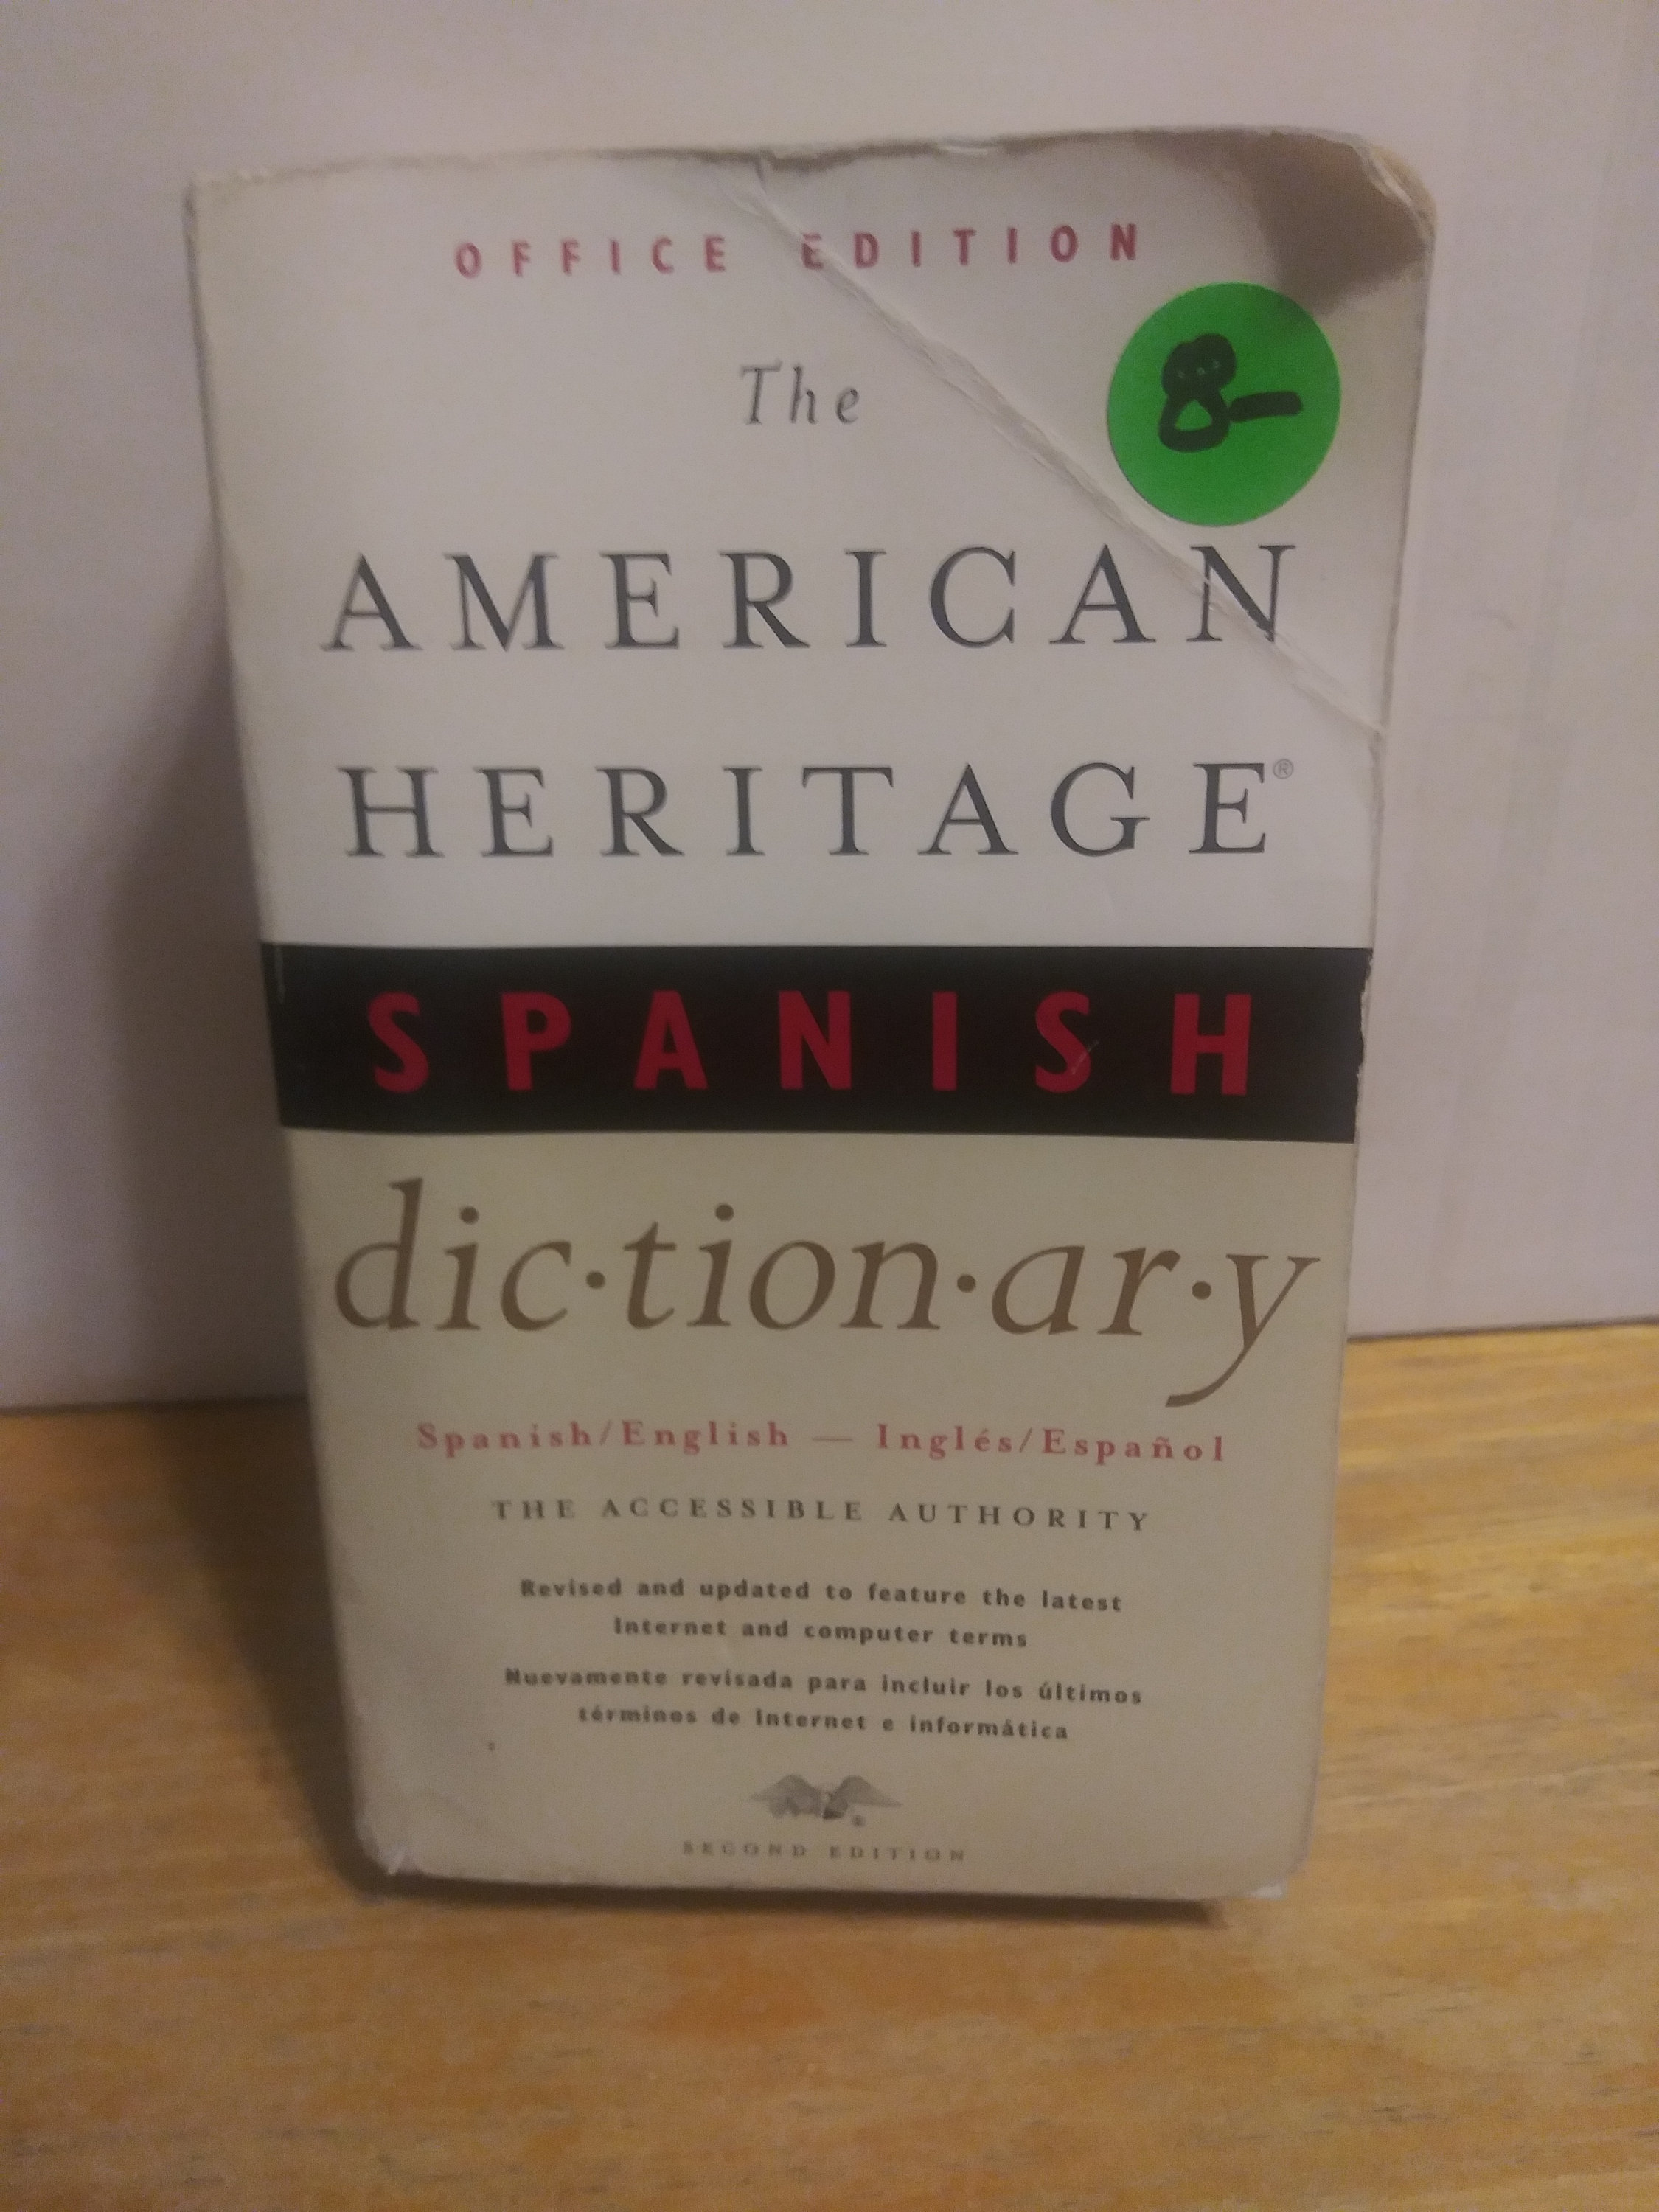 OFFICE EDITION
The
8-
AMERICAN
HERITAGE®
SPANISH
dic·tion·ar·y
Spanish/English — Inglés/Español
THE ACCESSIBLE AUTHORITY
Revised and updated to feature the latest
Internet and computer terms
Nuevamente revisada para incluir los últimos
términos de Internet e informática
SECOND EDITION